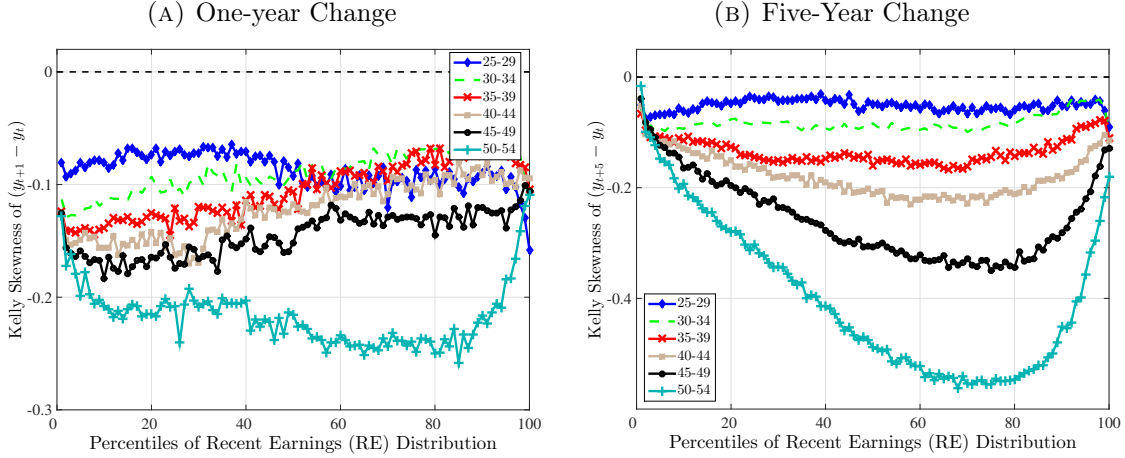 (A) One-year Change
0
-0.1
-0.2
-0.3
Kelly Skewness of (y_{t+1} − y_t)
25-29
30-34
35-39
40-44
45-49
50-54
0 20 40 60 80 100
Percentiles of Recent Earnings (RE) Distribution
(B) Five-Year Change
0
-0.2
-0.4
Kelly Skewness of (y_{t+5} − y_t)
25-29
30-34
35-39
40-44
45-49
50-54
0 20 40 60 80 100
Percentiles of Recent Earnings (RE) Distribution